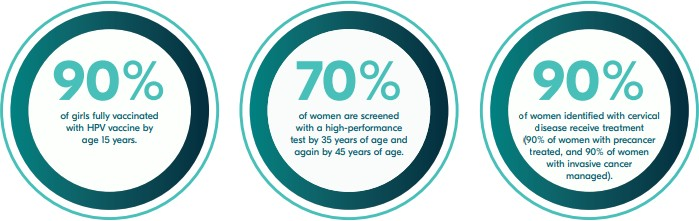 90%
of girls fully vaccinated
with HPV vaccine by
age 15 years.
70%
of women are screened
with a high-performance
test by 35 years of age and
again by 45 years of age.
90%
of women identified with cervical
disease receive treatment
(90% of women with precancer
treated, and 90% of women
with invasive cancer
managed).